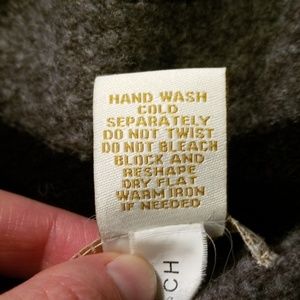 HAND WASH
COLD
SEPARATELY
DO NOT TWIST
DO NOT BLEACH
BLOCK AND
RESHAPE
DRY FLAT
WARM IRON
IF NEEDED